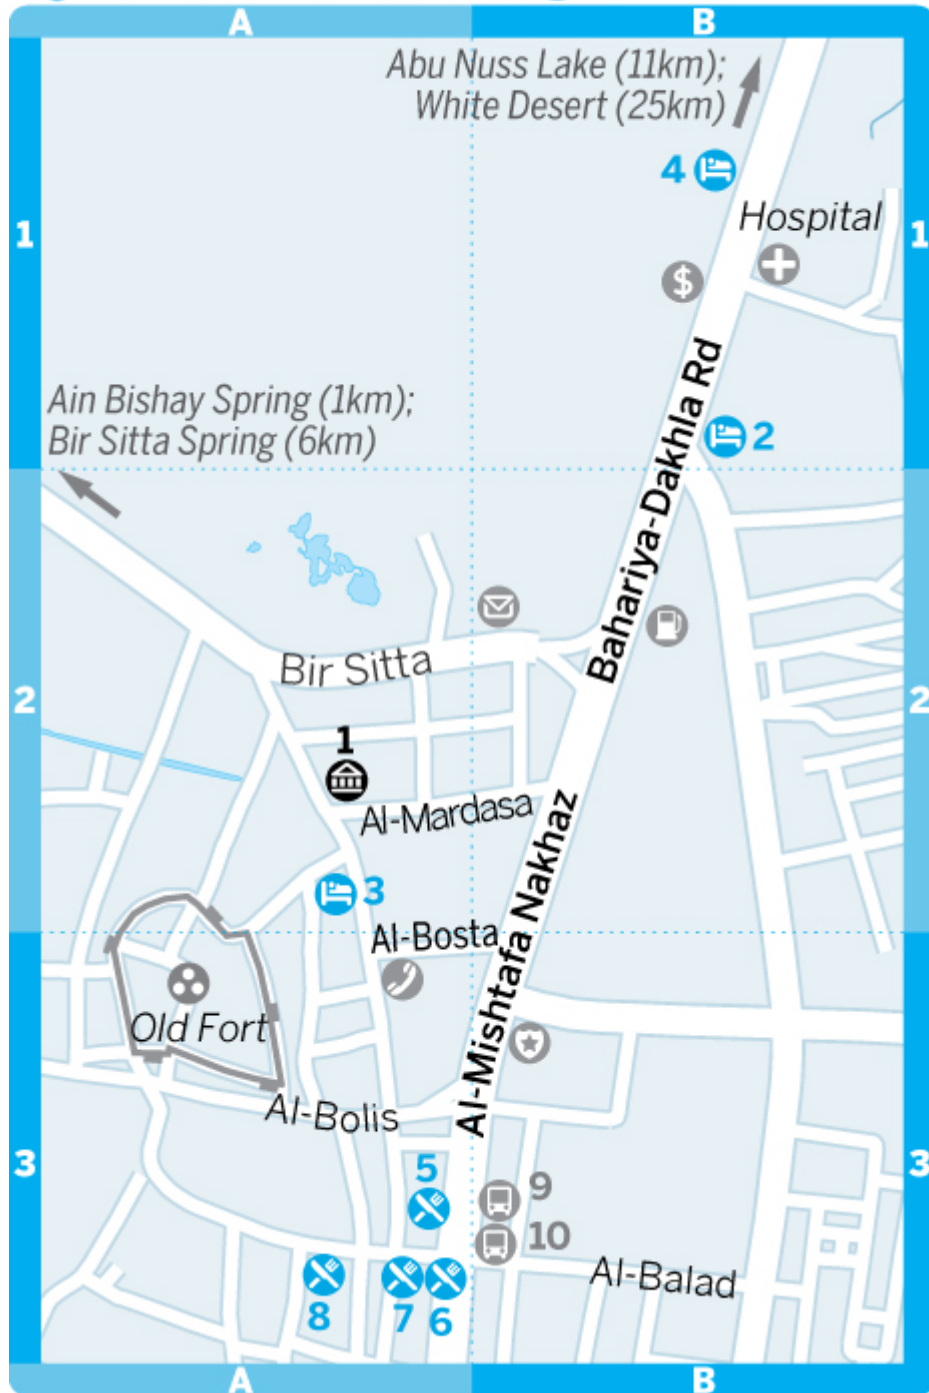 A
B
Abu Nuss Lake (11km);
White Desert (25km)
4
Hospital
1
1
$
Bahariya-Dakhla Rd
Ain Bishay Spring (1km);
Bir Sitta Spring (6km)
2
Bir Sitta
2
2
1
Al-Mardasa
Al-Mishtafa Nakhaz
3
Al-Bosta
Old Fort
Al-Bolis
3
3
5
9
10
Al-Balad
8
7
6
A
B